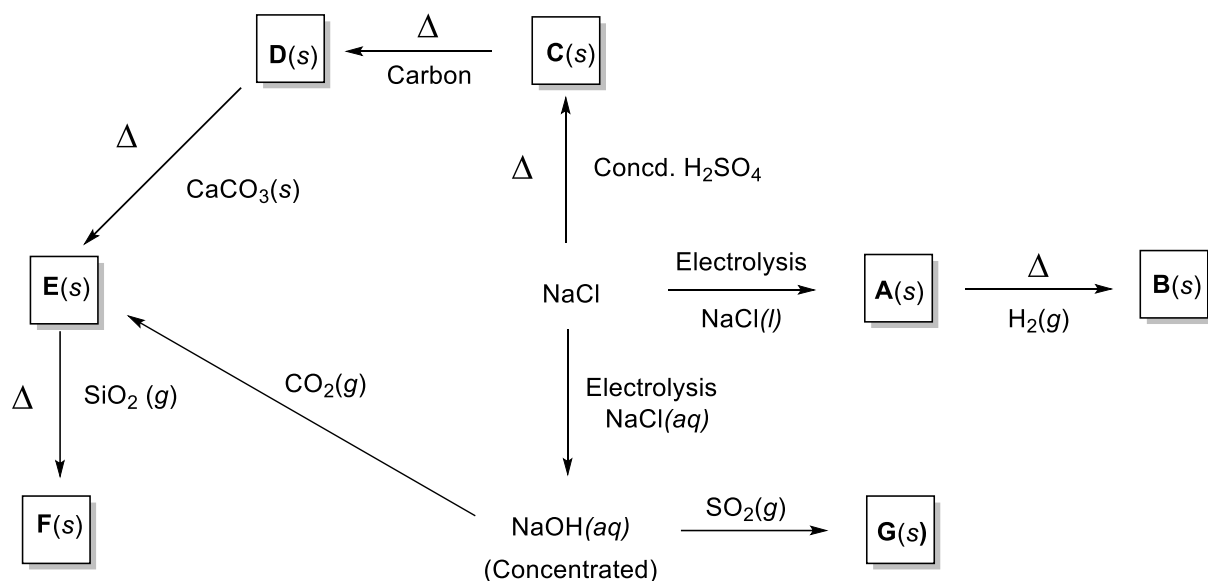 Δ
D(s)
C(s)
Carbon
Δ
CaCO₃(s)
Δ
Concd. H₂SO₄
E(s)
NaCl
Electrolysis
NaCl(l)
A(s)
Δ
H₂(g)
B(s)
Δ
SiO₂ (g)
CO₂(g)
Electrolysis
NaCl(aq)
F(s)
NaOH(aq)
(Concentrated)
SO₂(g)
G(s)